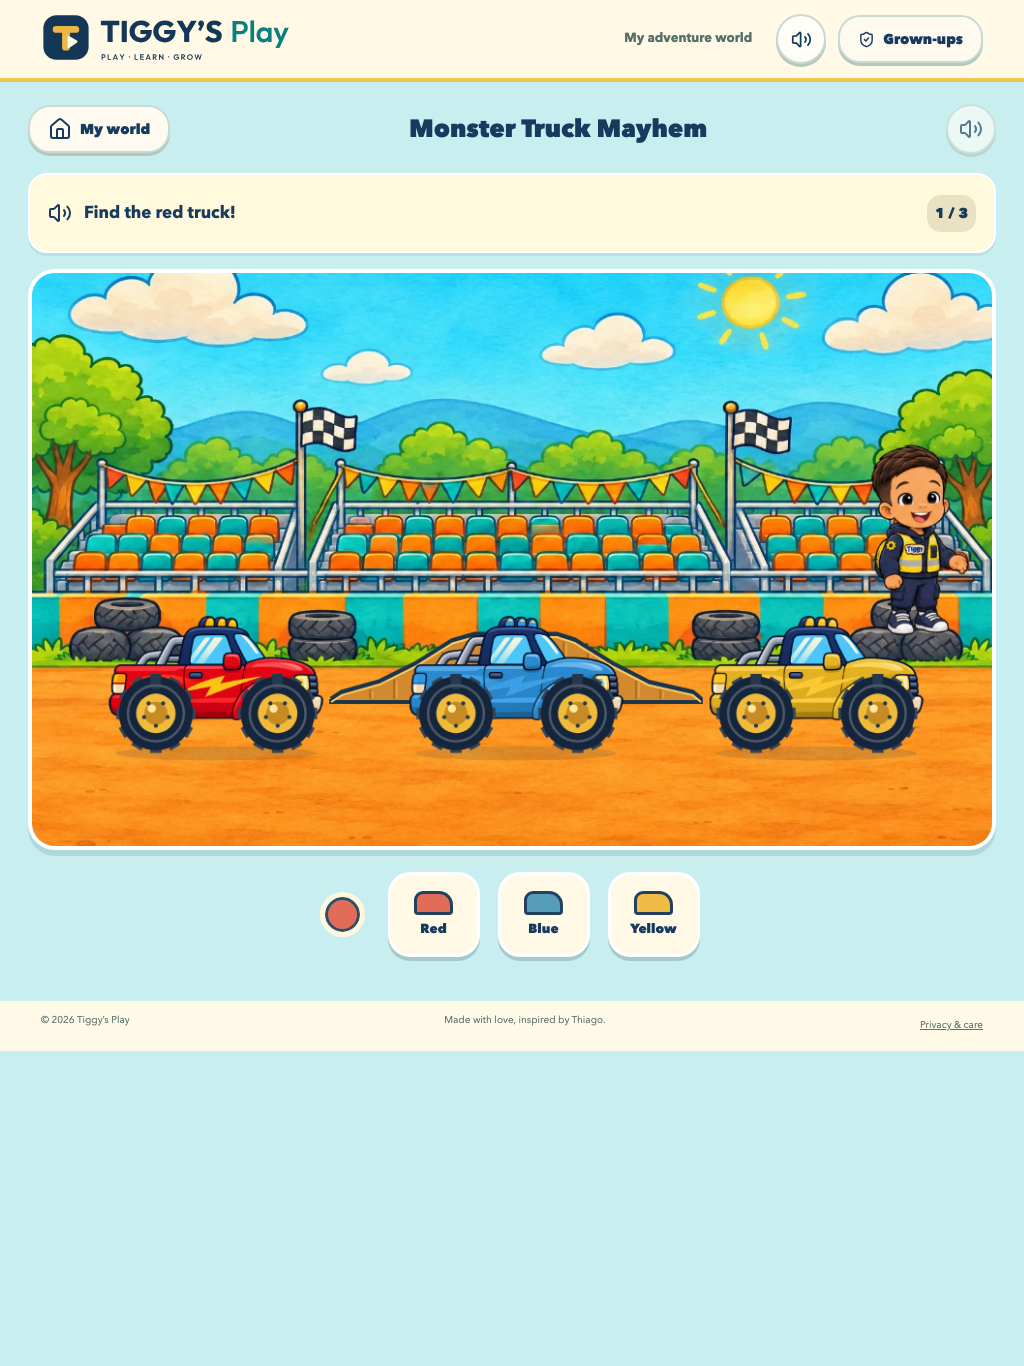 TIGGY'S Play
PLAY · LEARN · GROW
My adventure world
Grown-ups
My world
Monster Truck Mayhem
Find the red truck!
1 / 3
Tiggy
Red
Blue
Yellow
© 2026 Tiggy's Play
Made with love, inspired by Thiago.
Privacy & care